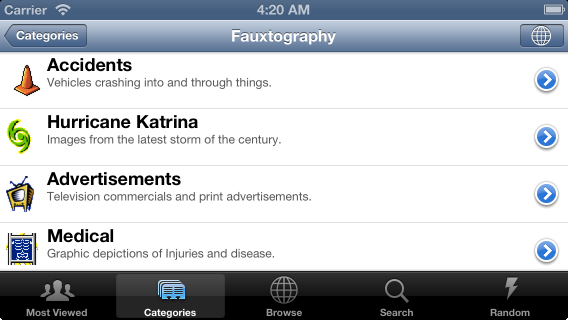 Carrier 4:20 AM
Categories Fauxtography
Accidents
Vehicles crashing into and through things.
Hurricane Katrina
Images from the latest storm of the century.
Advertisements
Television commercials and print advertisements.
Medical
Graphic depictions of Injuries and disease.
Most Viewed Categories Browse Search Random